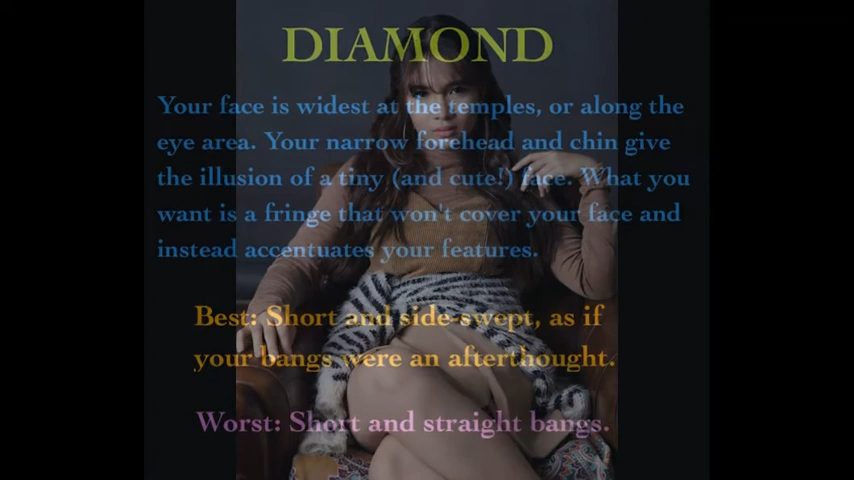 DIAMOND
Your face is widest at the temples, or along the
eye area. Your narrow forehead and chin give
the illusion of a tiny (and cute!) face. What you
want is a fringe that won't cover your face and
instead accentuates your features.
Best: Short and side-swept, as if
your bangs were an afterthought.
Worst: Short and straight bangs.